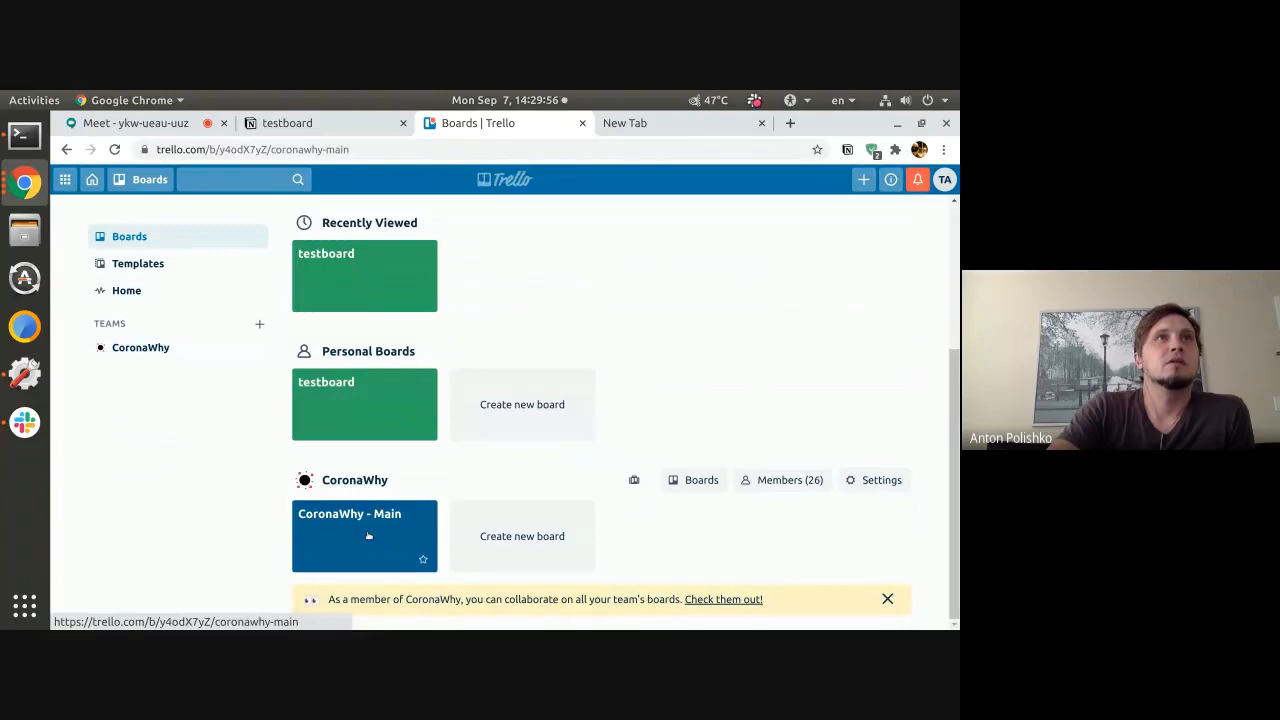 Activities
Google Chrome
Mon Sep 7, 14:29:56
47°C
en
Meet - ykw-ueau-uuz
testboard
Boards | Trello
New Tab
trello.com/b/y4odX7yZ/coronawhy-main
2
Boards
Trello
TA
Boards
Templates
Home
TEAMS
CoronaWhy
Recently Viewed
testboard
Personal Boards
testboard
Create new board
CoronaWhy
Boards
Members (26)
Settings
CoronaWhy - Main
Create new board
As a member of CoronaWhy, you can collaborate on all your team's boards. Check them out!
https://trello.com/b/y4odX7yZ/coronawhy-main
Anton Polishko